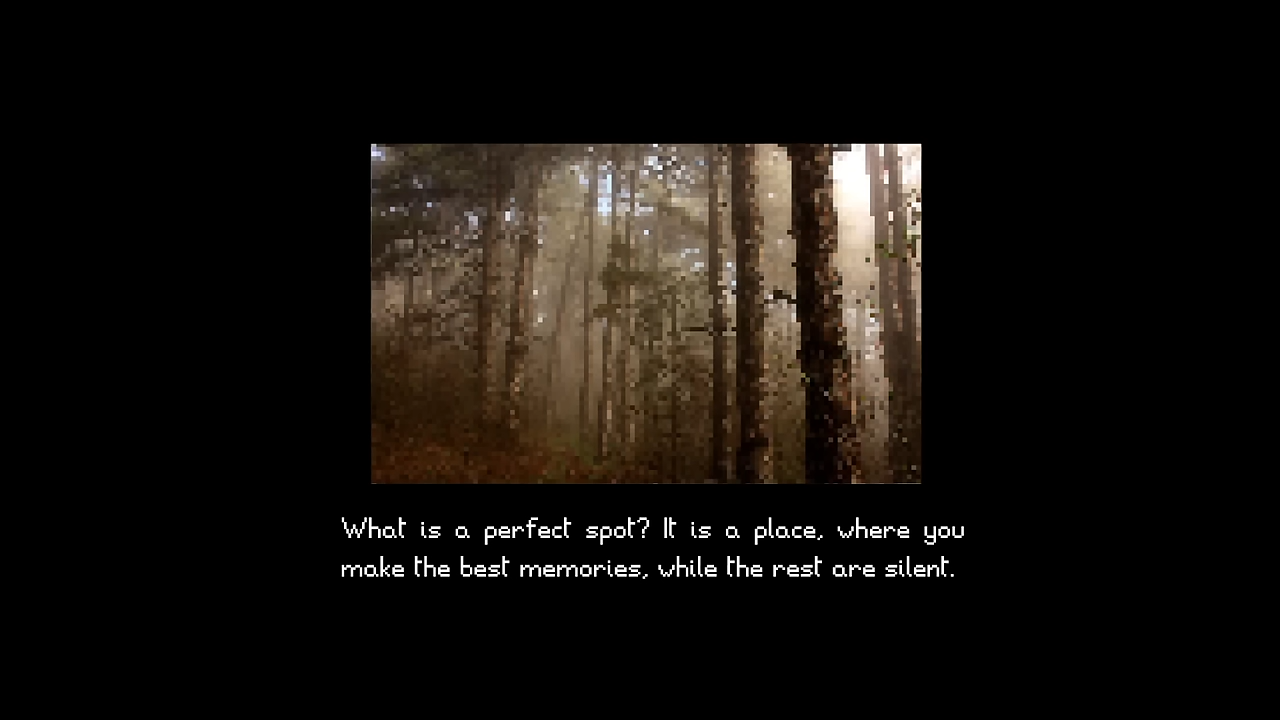 What is a perfect spot? It is a place, where you
make the best memories, while the rest are silent.